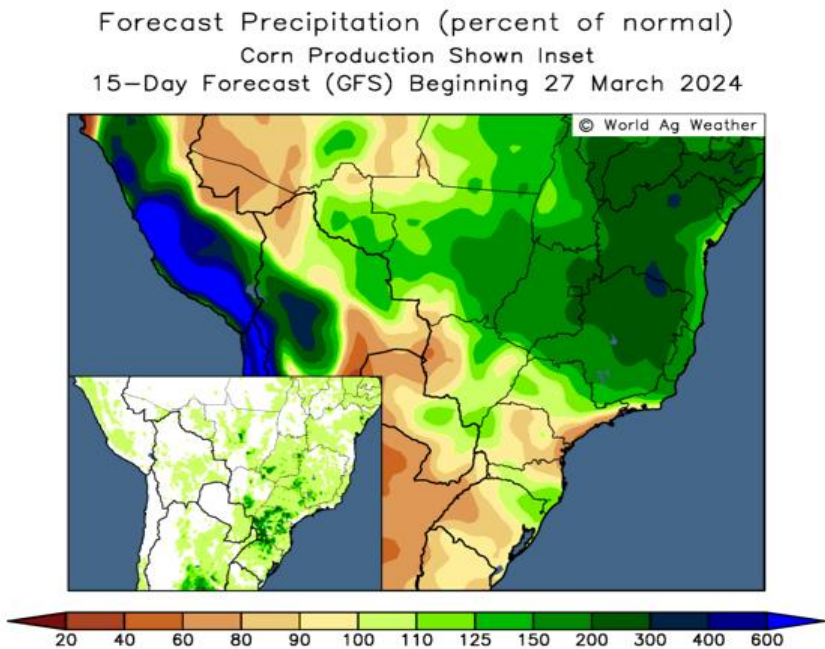 Forecast Precipitation (percent of normal)
Corn Production Shown Inset
15-Day Forecast (GFS) Beginning 27 March 2024
© World Ag Weather
20 40 60 80 90 100 110 125 150 200 300 400 600